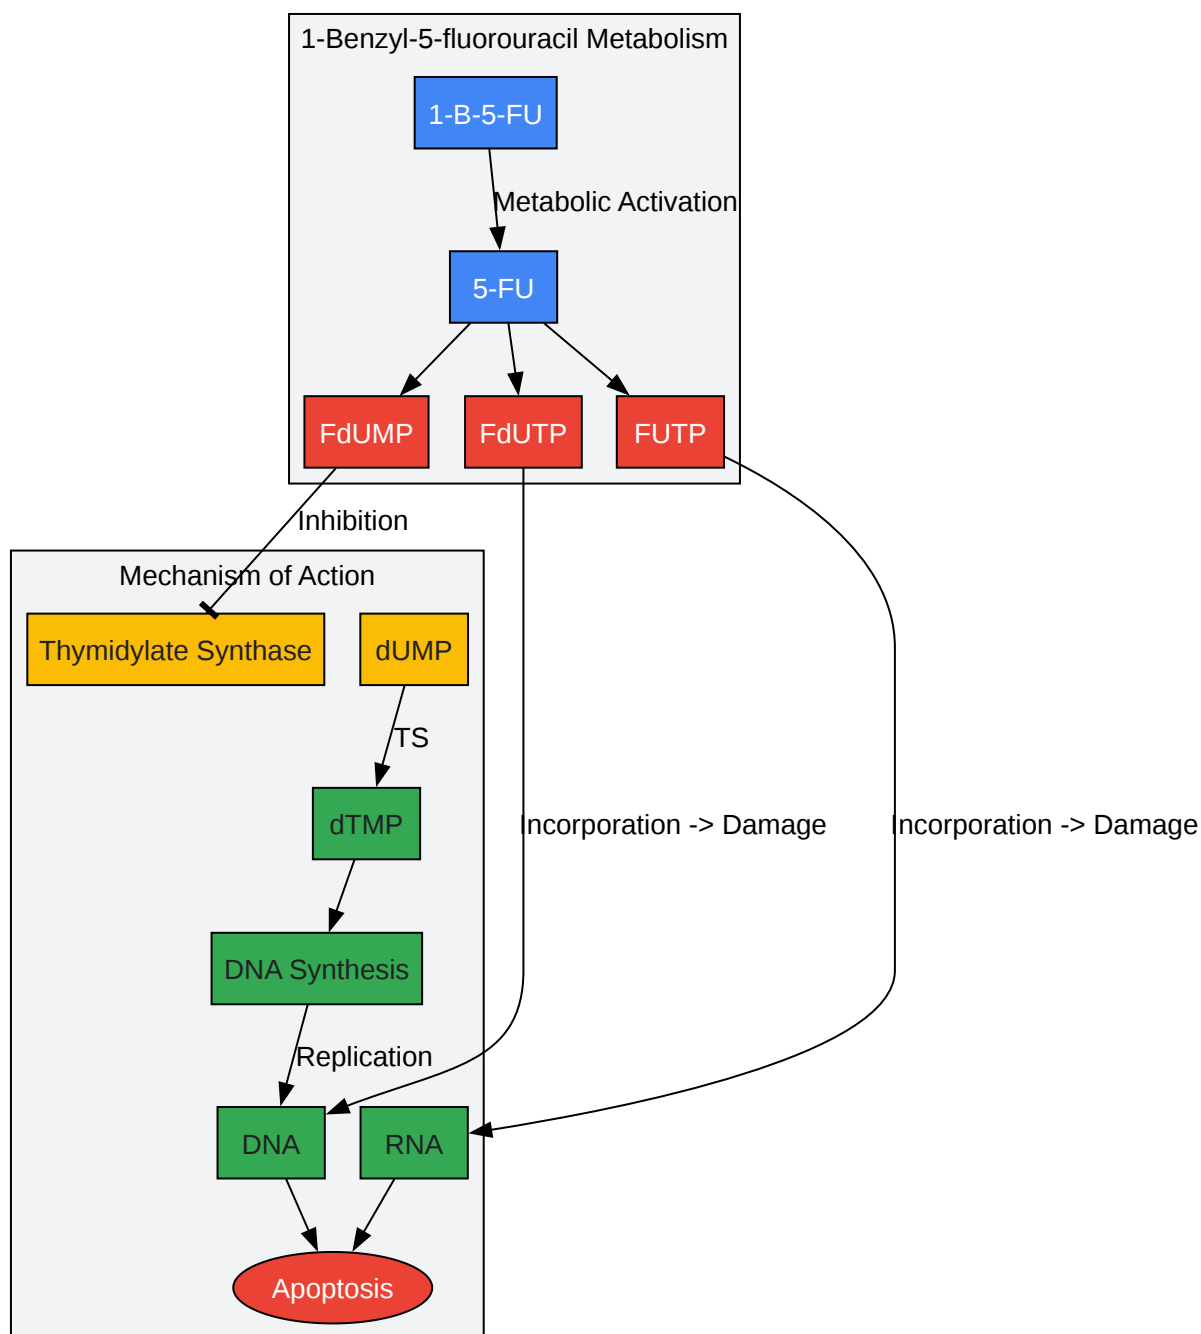 1-Benzyl-5-fluorouracil Metabolism
1-B-5-FU
Metabolic Activation
5-FU
FdUMP
FdUTP
FUTP
Inhibition
Mechanism of Action
Thymidylate Synthase
dUMP
TS
dTMP
Incorporation -> Damage
Incorporation -> Damage
DNA Synthesis
Replication
DNA
RNA
Apoptosis